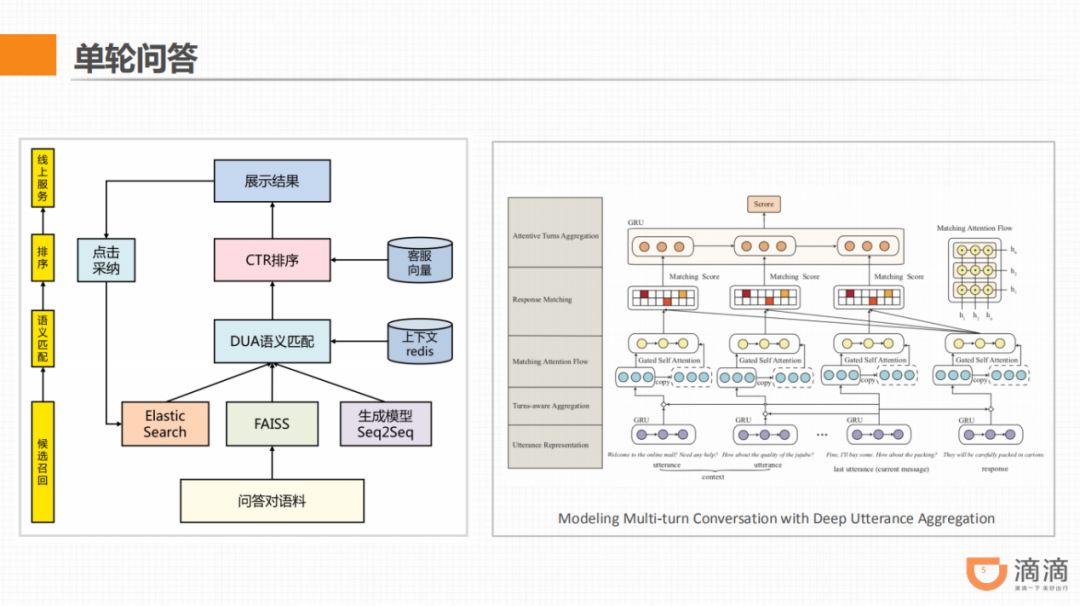 单轮问答
线上服务
排序
语义匹配
候选召回
展示结果
点击
采纳
CTR排序
客服
向量
DUA语义匹配
上下文
redis
Elastic
Search
FAISS
生成模型
Seq2Seq
问答对语料
Attentive Turns Aggregation
Response Matching
Matching Attention Flow
Turns-aware Aggregation
Utterance Representation
Score
GRU
Matching Score
Matching Score
Matching Score
Gated Self Attention
Gated Self Attention
Gated Self Attention
Gated Self Attention
copy
copy
copy
copy
GRU
GRU
GRU
GRU
...
Welcome to the online mall! Need any help?
How about the quality of the jujube?
Fine, I'll buy some. How about the packing?
They will be carefully packed in cartons.
utterance
utterance
last utterance (current message)
response
context
Matching Attention Flow
Modeling Multi-turn Conversation with Deep Utterance Aggregation
5
滴滴
滴滴一下 美好出行